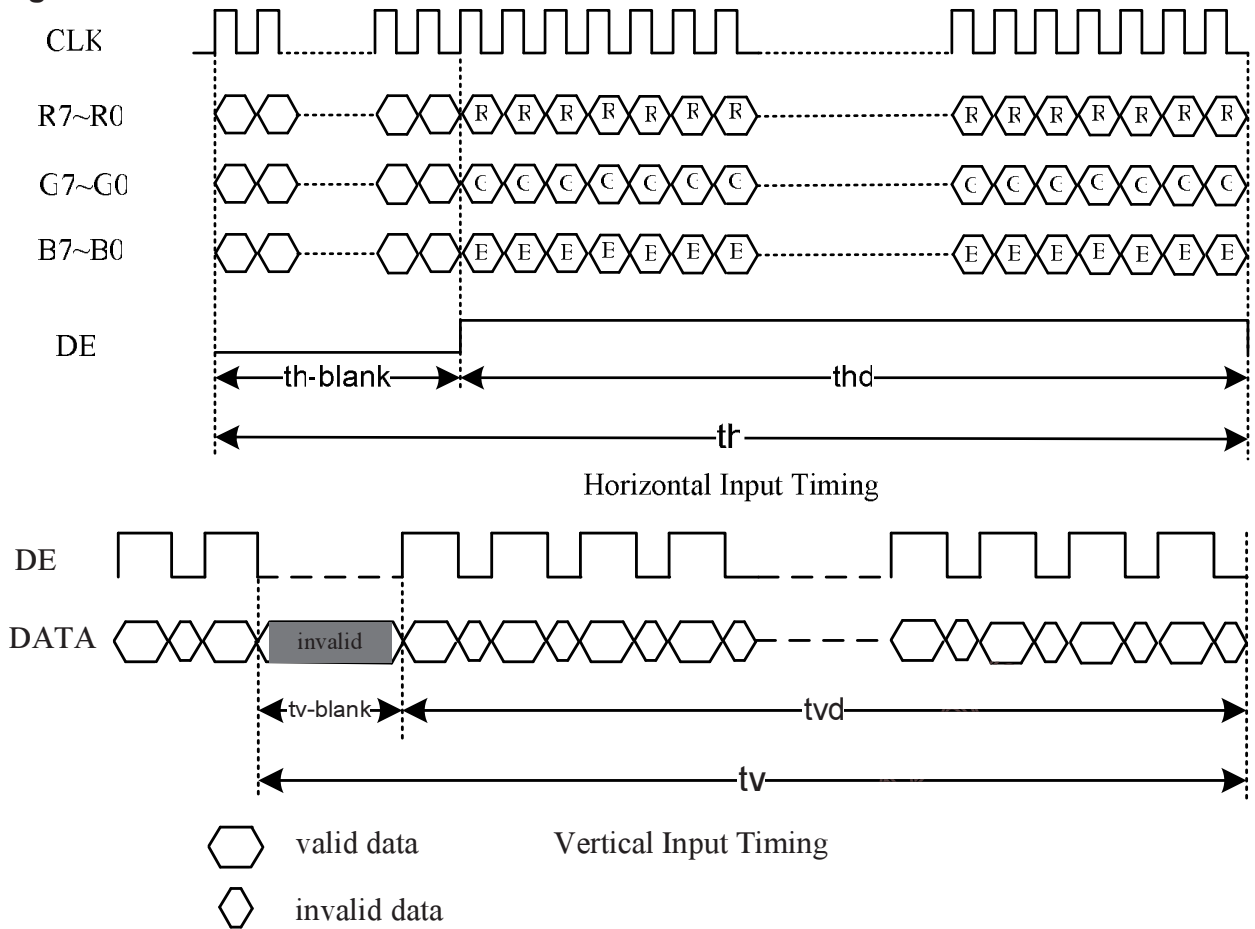 CLK
R7~R0 R R R R R R R R R R R R R R
G7~G0 G G G G G G G G G G G G G G
B7~B0 E E E E E E E E E E E E E E
DE
th-blank thd
th
Horizontal Input Timing
DE
DATA invalid
tv-blank tvd
tv
valid data Vertical Input Timing
invalid data